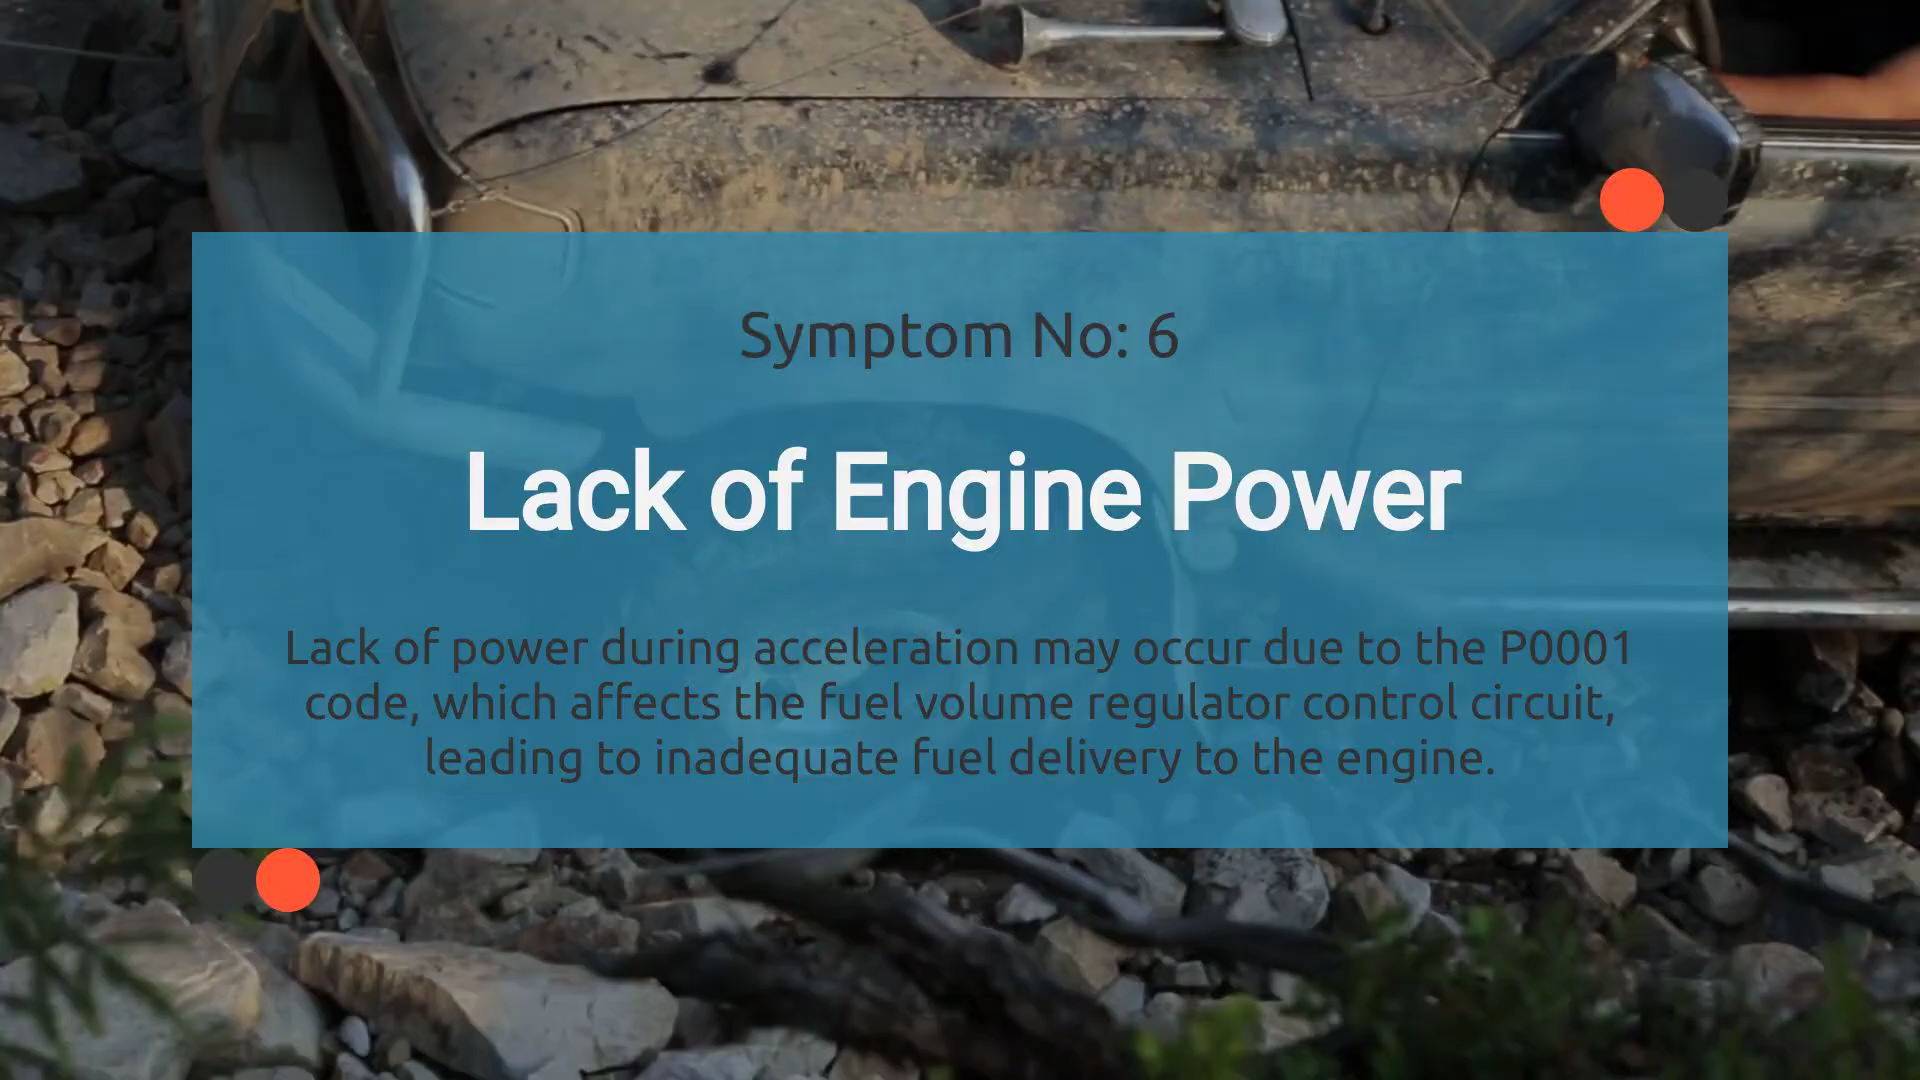 Symptom No: 6
Lack of Engine Power
Lack of power during acceleration may occur due to the P0001
code, which affects the fuel volume regulator control circuit,
leading to inadequate fuel delivery to the engine.